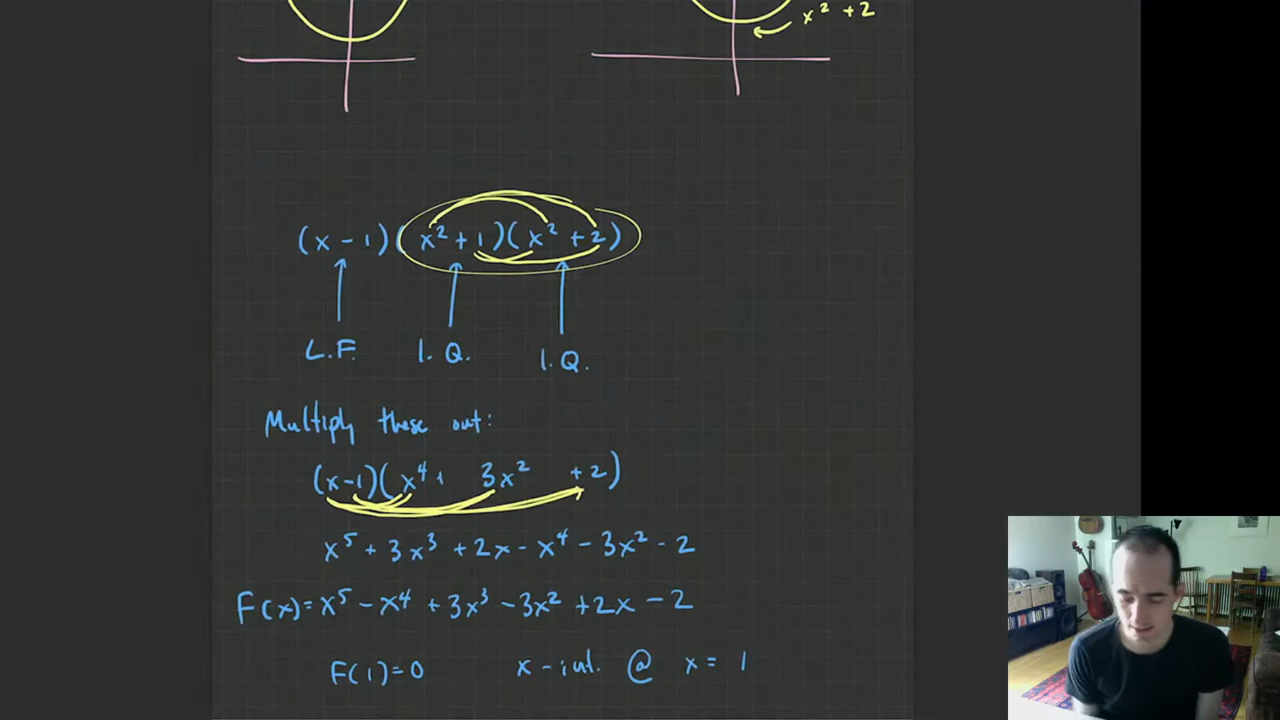 x² + 2
(x - 1)(x² + 1)(x² + 2)
L.F. I.Q. I.Q.
Multiply these out:
(x-1)(x⁴ + 3x² + 2)
x⁵ + 3x³ + 2x - x⁴ - 3x² - 2
F(x) = x⁵ - x⁴ + 3x³ - 3x² + 2x - 2
F(1) = 0 x-int. @ x = 1